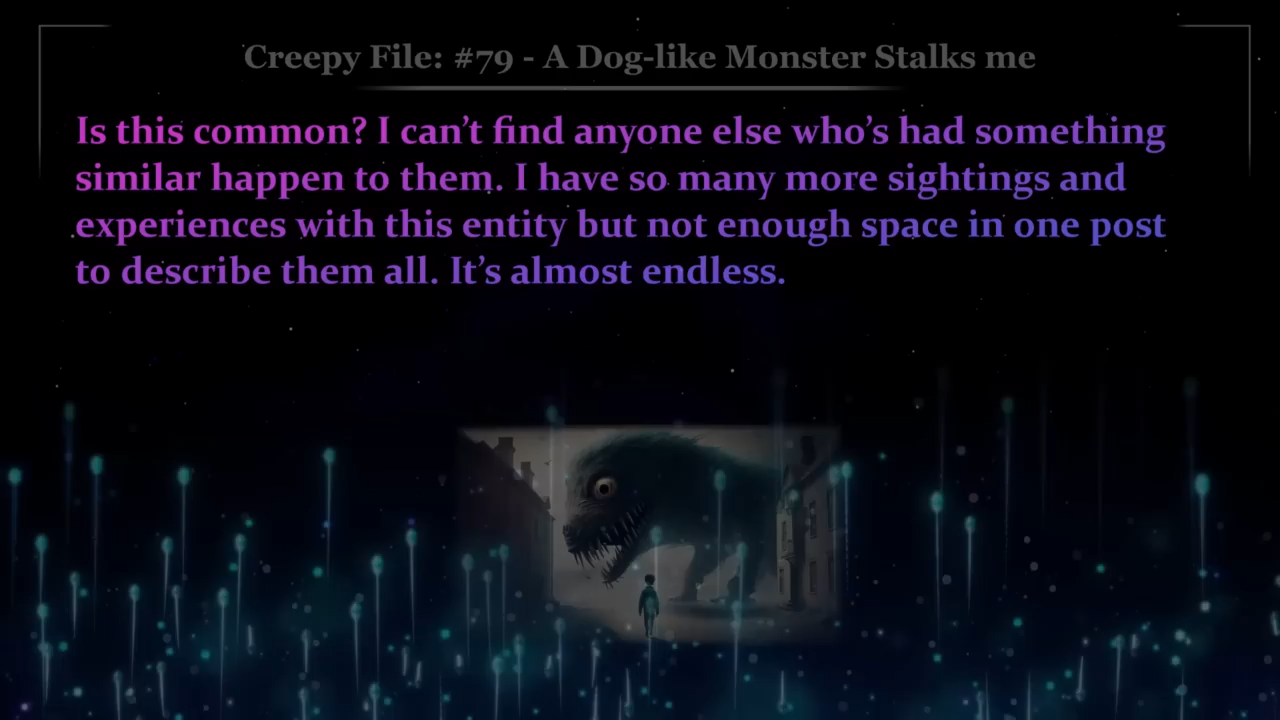 Creepy File: #79 - A Dog-like Monster Stalks me
Is this common? I can’t find anyone else who’s had something
similar happen to them. I have so many more sightings and
experiences with this entity but not enough space in one post
to describe them all. It’s almost endless.